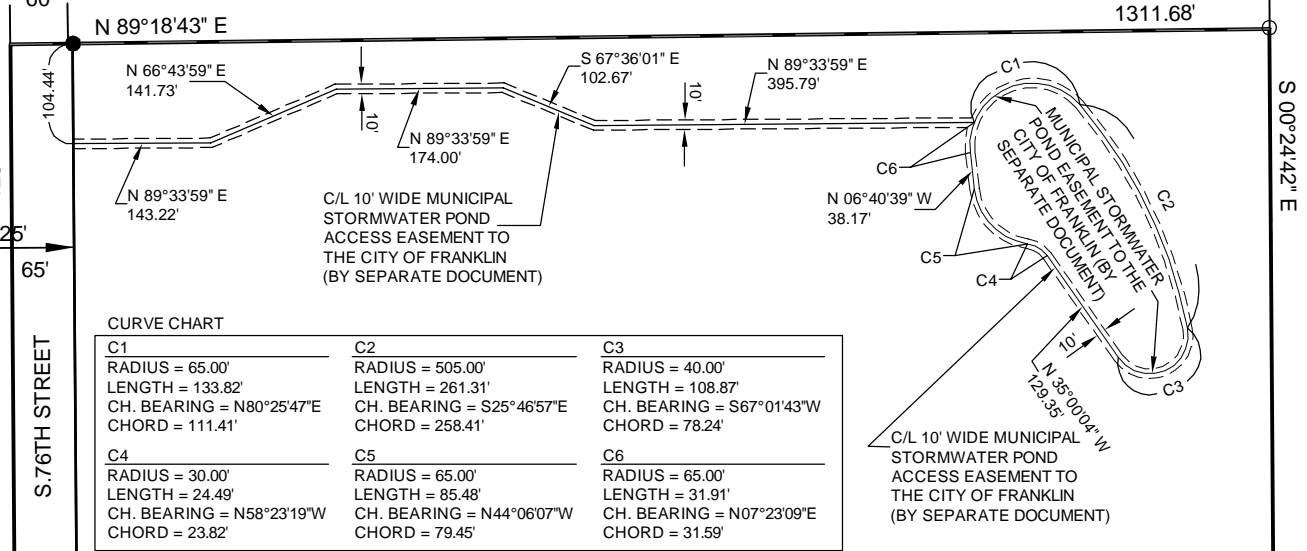 60'
N 89°18'43" E
1311.68'
104.44'
N 66°43'59" E
141.73'
10'
N 89°33'59" E
174.00'
S 67°36'01" E
102.67'
10'
N 89°33'59" E
395.79'
C1
S 00°24'42" E
N 89°33'59" E
143.22'
C/L 10' WIDE MUNICIPAL
STORMWATER POND
ACCESS EASEMENT TO
THE CITY OF FRANKLIN
(BY SEPARATE DOCUMENT)
C6
N 06°40'39" W
38.17'
MUNICIPAL STORMWATER
POND EASEMENT TO THE
CITY OF FRANKLIN (BY
SEPARATE DOCUMENT)
C2
C5
C4
25'
65'
S.76TH STREET
10'
N 35°00'04" W
129.35'
C3
C/L 10' WIDE MUNICIPAL
STORMWATER POND
ACCESS EASEMENT TO
THE CITY OF FRANKLIN
(BY SEPARATE DOCUMENT)
CURVE CHART
C1
RADIUS = 65.00'
LENGTH = 133.82'
CH. BEARING = N80°25'47"E
CHORD = 111.41'
C2
RADIUS = 505.00'
LENGTH = 261.31'
CH. BEARING = S25°46'57"E
CHORD = 258.41'
C3
RADIUS = 40.00'
LENGTH = 108.87'
CH. BEARING = S67°01'43"W
CHORD = 78.24'
C4
RADIUS = 30.00'
LENGTH = 24.49'
CH. BEARING = N58°23'19"W
CHORD = 23.82'
C5
RADIUS = 65.00'
LENGTH = 85.48'
CH. BEARING = N44°06'07"W
CHORD = 79.45'
C6
RADIUS = 65.00'
LENGTH = 31.91'
CH. BEARING = N07°23'09"E
CHORD = 31.59'